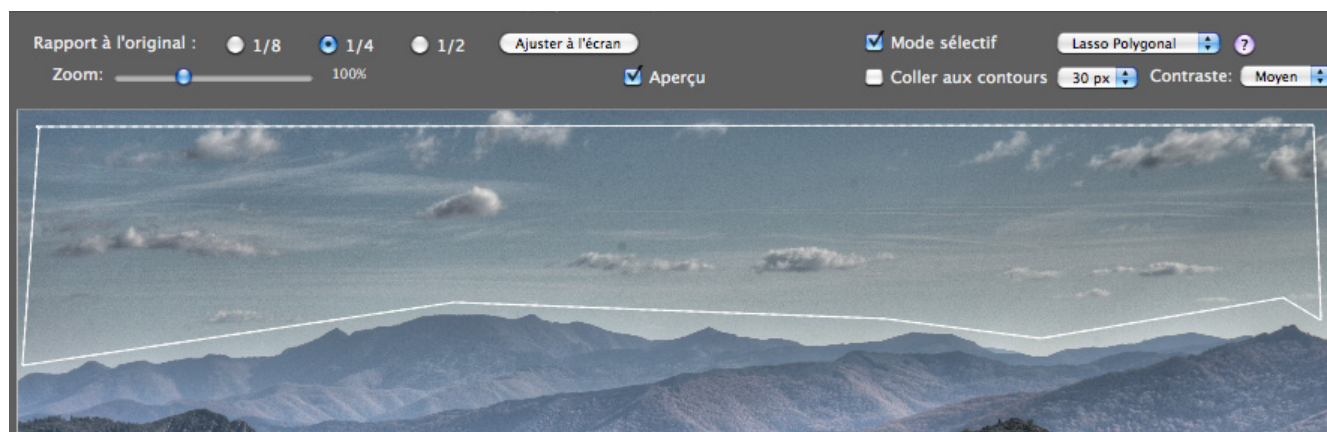 Rapport à l'original : 1/8 1/4 1/2 Ajuster à l'écran Mode sélectif Lasso Polygonal ?
Zoom: 100% Aperçu Coller aux contours 30 px Contraste: Moyen